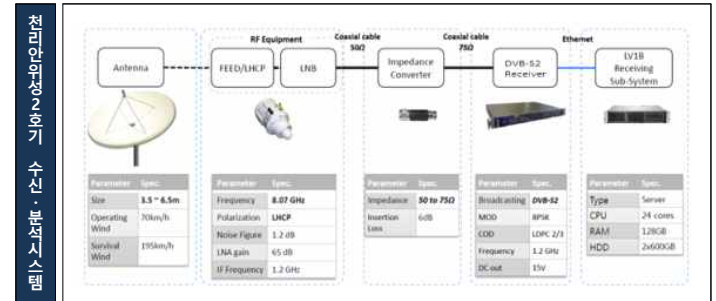 천리안위성2호기 수신·분석시스템
RF Equipment
Coaxial cable
50Ω
Coaxial cable
75Ω
Ethernet
Antenna
FEED/LHCP
LNB
Impedance
Converter
DVB-S2
Receiver
LV1B
Receiving
Sub-System
Parameter Spec.
Size 3.5 ~ 6.5m
Operating Wind 70km/h
Survival Wind 195km/h
Parameter Spec.
Frequency 8.07 GHz
Polarization LHCP
Noise Figure 1.2 dB
LNA gain 65 dB
IF Frequency 1.2 GHz
Parameter Spec.
Impedance 50 to 75Ω
Insertion Loss 6dB
Parameter Spec.
Broadcasting DVB-S2
MOD 8PSK
COD LDPC 2/3
Frequency 1.2 GHz
DC out 15V
Parameter Spec.
Type Server
CPU 24 cores
RAM 128GB
HDD 2x600GB